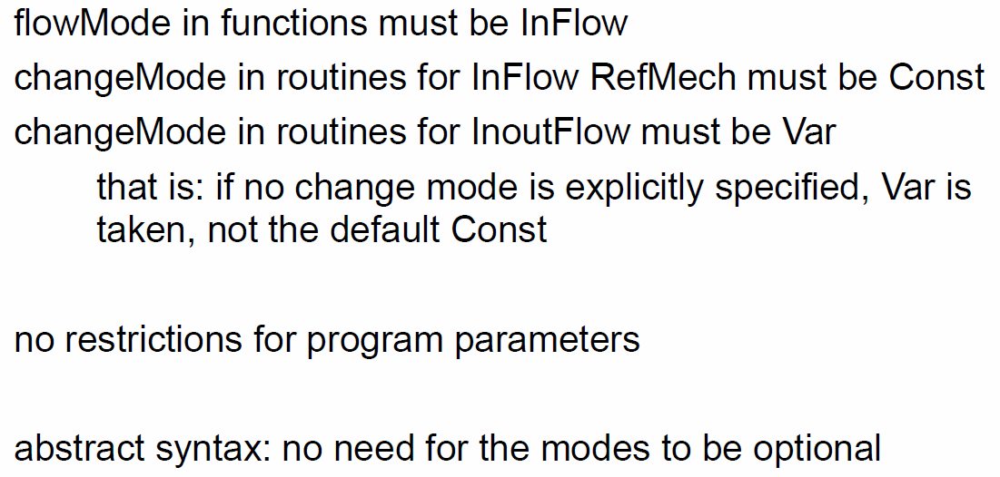 flowMode in functions must be InFlow
changeMode in routines for InFlow RefMech must be Const
changeMode in routines for InoutFlow must be Var
that is: if no change mode is explicitly specified, Var is
taken, not the default Const
no restrictions for program parameters
abstract syntax: no need for the modes to be optional